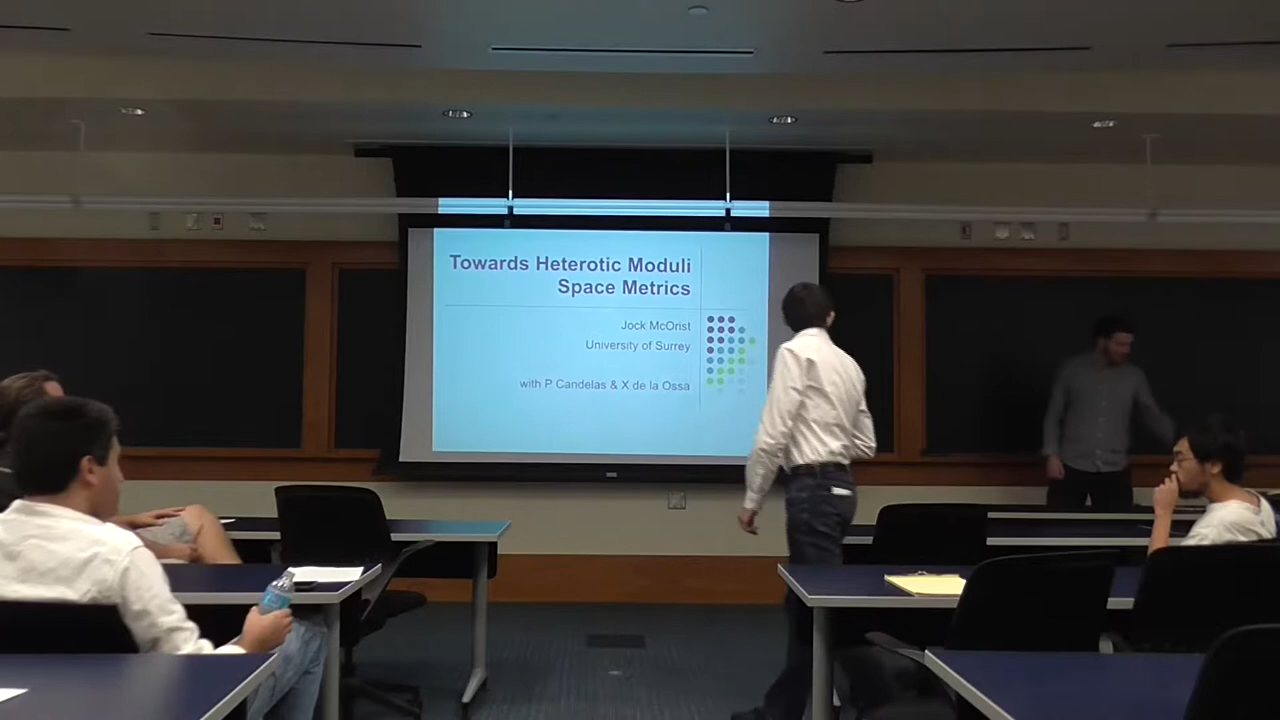 Towards Heterotic Moduli
Space Metrics
Jock McOrist
University of Surrey
with P Candelas & X de la Ossa